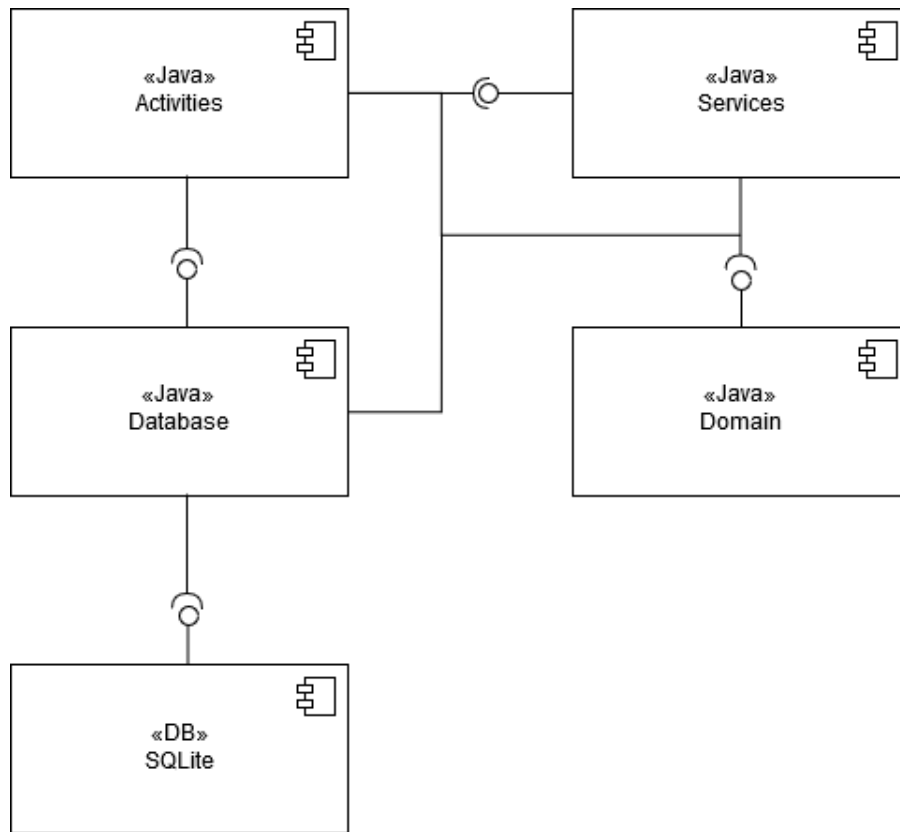 «Java»
Activities
«Java»
Services
«Java»
Database
«Java»
Domain
«DB»
SQLite